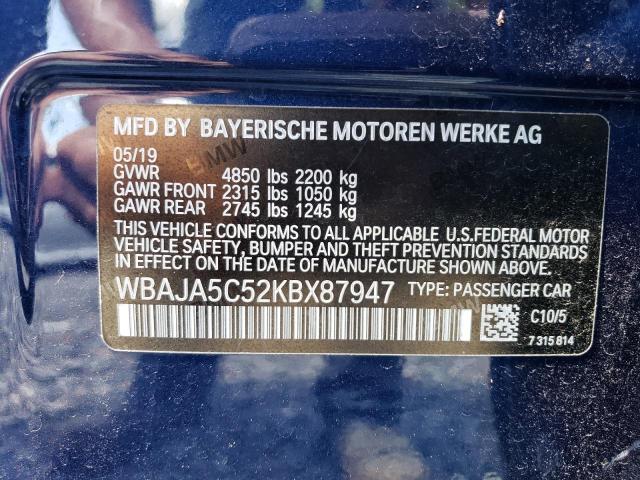 MFD BY BAYERISCHE MOTOREN WERKE AG
05/19
GVWR 4850 lbs 2200 kg
GAWR FRONT 2315 lbs 1050 kg
GAWR REAR 2745 lbs 1245 kg
THIS VEHICLE CONFORMS TO ALL APPLICABLE U.S.FEDERAL MOTOR
VEHICLE SAFETY, BUMPER AND THEFT PREVENTION STANDARDS
IN EFFECT ON THE DATE OF MANUFACTURE SHOWN ABOVE.
WBAJA5C52KBX87947 TYPE: PASSENGER CAR
C10/5
7 315 814